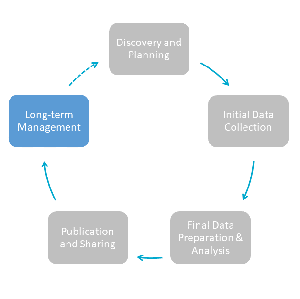 Discovery and
Planning
Initial Data
Collection
Final Data
Preparation &
Analysis
Publication
and Sharing
Long-term
Management